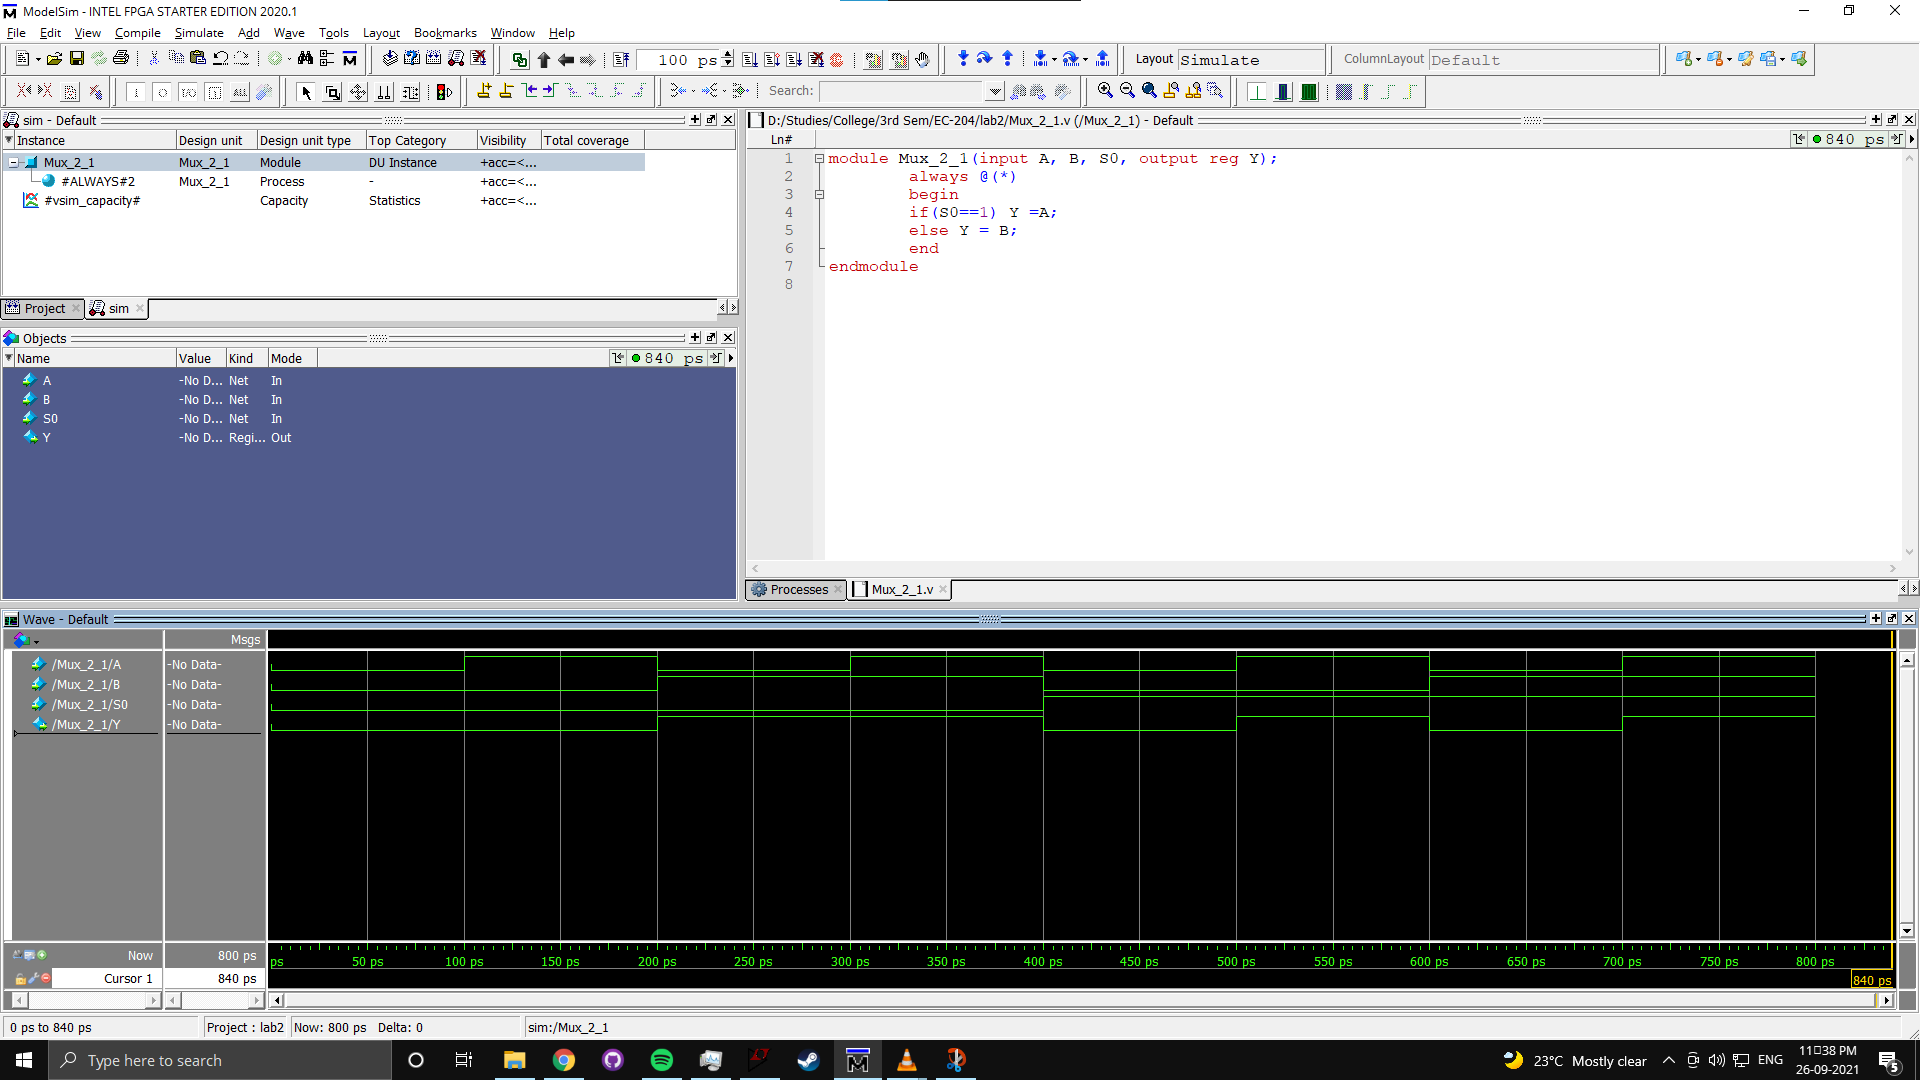 ModelSim - INTEL FPGA STARTER EDITION 2020.1
File Edit View Compile Simulate Add Wave Tools Layout Bookmarks Window Help
100 ps
Layout Simulate
ColumnLayout Default
Search:
sim - Default
Instance Design unit Design unit type Top Category Visibility Total coverage
Mux_2_1 Mux_2_1 Module DU Instance +acc=<...
#ALWAYS#2 Mux_2_1 Process - +acc=<...
#vsim_capacity# Capacity Statistics +acc=<...
Project sim
Objects
Name Value Kind Mode
840 ps
A -No D... Net In
B -No D... Net In
S0 -No D... Net In
Y -No D... Regi... Out
D:/Studies/College/3rd Sem/EC-204/lab2/Mux_2_1.v (/Mux_2_1) - Default
Ln#
840 ps
1 module Mux_2_1(input A, B, S0, output reg Y);
2 always @(*)
3 begin
4 if(S0==1) Y =A;
5 else Y = B;
6 end
7 endmodule
8
Processes Mux_2_1.v
Wave - Default
Msgs
/Mux_2_1/A -No Data-
/Mux_2_1/B -No Data-
/Mux_2_1/S0 -No Data-
/Mux_2_1/Y -No Data-
Now 800 ps
ps 50 ps 100 ps 150 ps 200 ps 250 ps 300 ps 350 ps 400 ps 450 ps 500 ps 550 ps 600 ps 650 ps 700 ps 750 ps 800 ps
Cursor 1 840 ps
840 ps
0 ps to 840 ps Project : lab2 Now: 800 ps Delta: 0 sim:/Mux_2_1
Type here to search
23°C Mostly clear
ENG
11:38 PM
26-09-2021
5